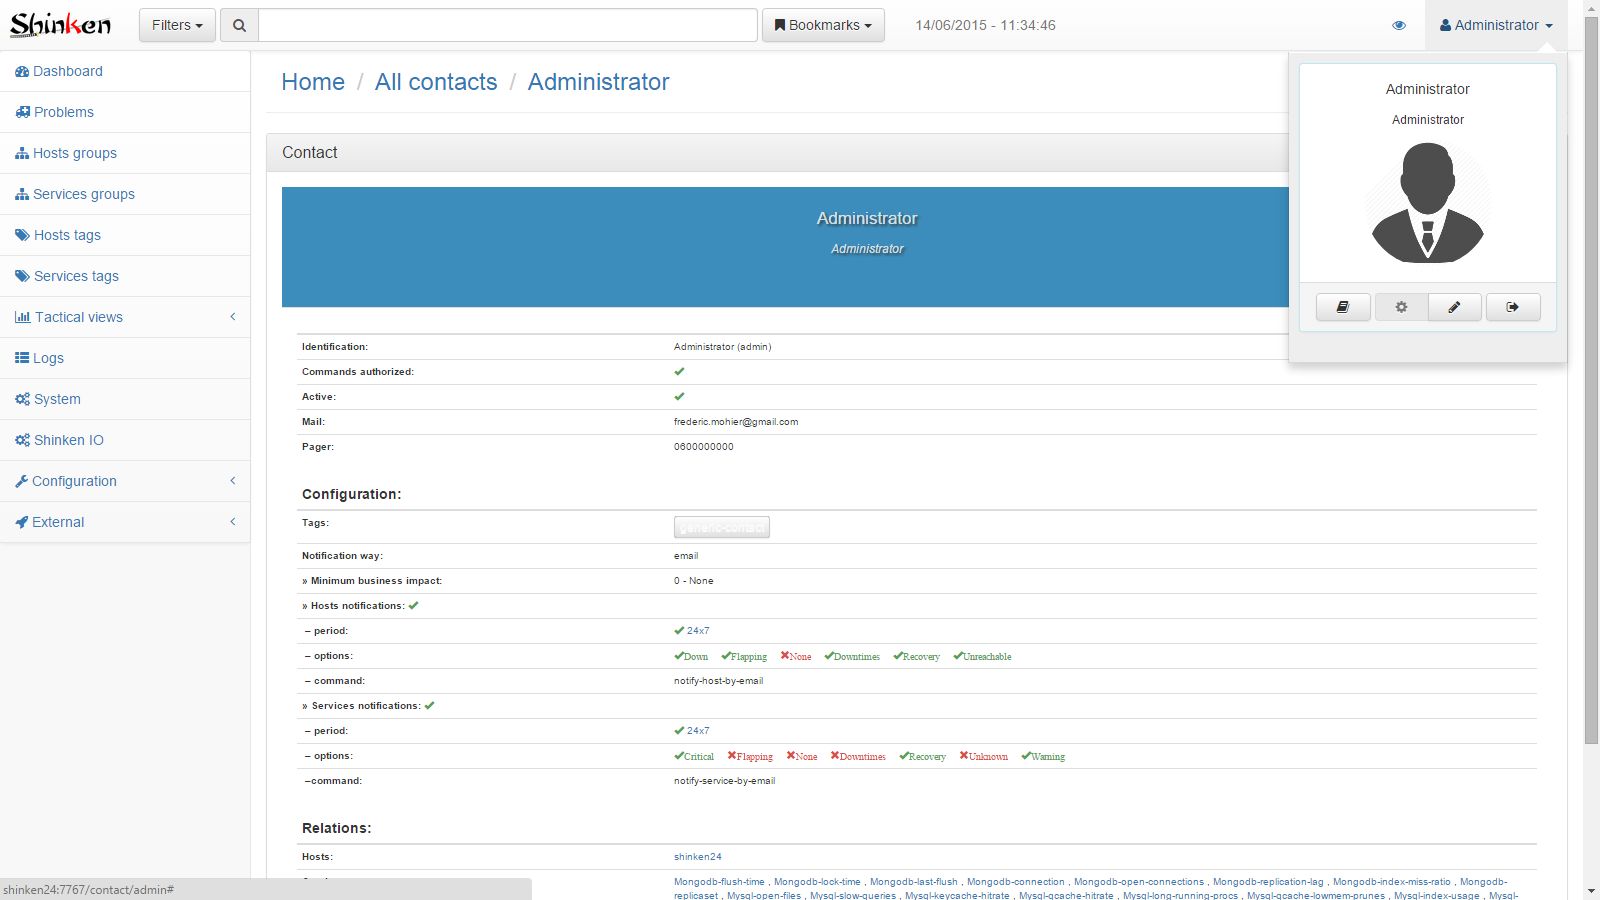 Shinken Filters Bookmarks 14/06/2015 - 11:34:46 Administrator
Dashboard
Problems
Hosts groups
Services groups
Hosts tags
Services tags
Tactical views
Logs
System
Shinken IO
Configuration
External
Home / All contacts / Administrator
Contact
Administrator
Administrator
Administrator
Administrator
Identification: Administrator (admin)
Commands authorized:
Active:
Mail: frederic.mohier@gmail.com
Pager: 0600000000
Configuration:
Tags: generic-contact
Notification way: email
» Minimum business impact: 0 - None
» Hosts notifications:
– period: 24x7
– options: Down Flapping None Downtimes Recovery Unreachable
– command: notify-host-by-email
» Services notifications:
– period: 24x7
– options: Critical Flapping None Downtimes Recovery Unknown Warning
–command: notify-service-by-email
Relations:
Hosts: shinken24
Mongodb-flush-time , Mongodb-lock-time , Mongodb-last-flush , Mongodb-connection , Mongodb-open-connections , Mongodb-replication-lag , Mongodb-index-miss-ratio , Mongodb-
replicaset , Mysql-open-files , Mysql-slow-queries , Mysql-keycache-hitrate , Mysql-qcache-hitrate , Mysql-long-running-procs , Mysql-qcache-lowmem-prunes , Mysql-index-usage , Mysql-
shinken24:7767/contact/admin#